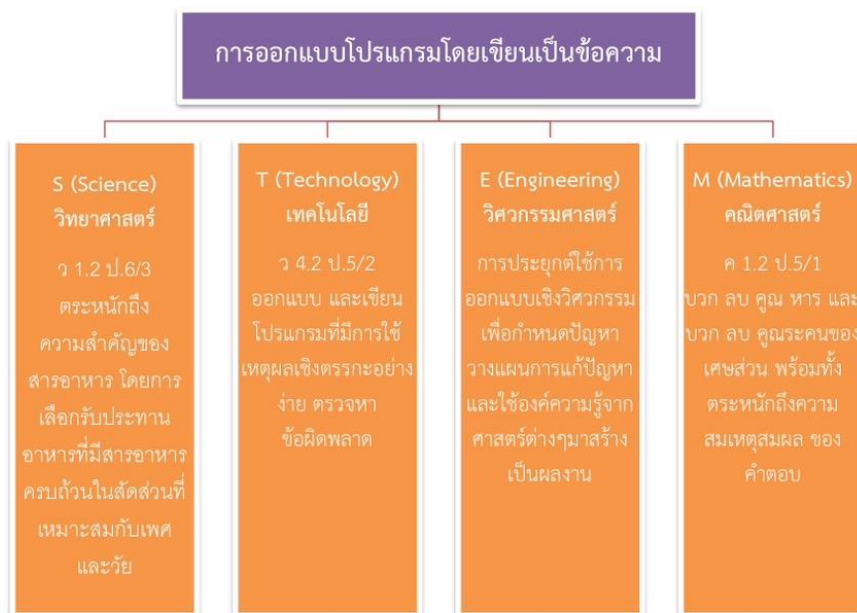 การออกแบบโปรแกรมโดยเขียนเป็นข้อความ
S (Science)
วิทยาศาสตร์
ว 1.2 ป.6/3
ตระหนักถึง
ความสำคัญของ
สารอาหาร โดยการ
เลือกรับประทาน
อาหารที่มีสารอาหาร
ครบถ้วนในสัดส่วนที่
เหมาะสมกับเพศ
และวัย
T (Technology)
เทคโนโลยี
ว 4.2 ป.5/2
ออกแบบ และเขียน
โปรแกรมที่มีการใช้
เหตุผลเชิงตรรกะอย่าง
ง่าย ตรวจหา
ข้อผิดพลาด
E (Engineering)
วิศวกรรมศาสตร์
การประยุกต์ใช้การ
ออกแบบเชิงวิศวกรรม
เพื่อกำหนดปัญหา
วางแผนการแก้ปัญหา
และใช้องค์ความรู้จาก
ศาสตร์ต่างๆมาสร้าง
เป็นผลงาน
M (Mathematics)
คณิตศาสตร์
ค 1.2 ป.5/1
บวก ลบ คูณ หาร และ
บวก ลบ คูณระคนของ
เศษส่วน พร้อมทั้ง
ตระหนักถึงความ
สมเหตุสมผล ของ
คำตอบ